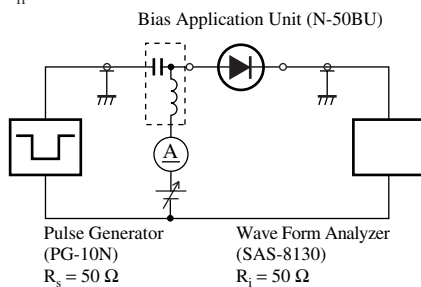 Bias Application Unit (N-50BU)
A
Pulse Generator
(PG-10N)
Rs = 50 Ω
Wave Form Analyzer
(SAS-8130)
Ri = 50 Ω